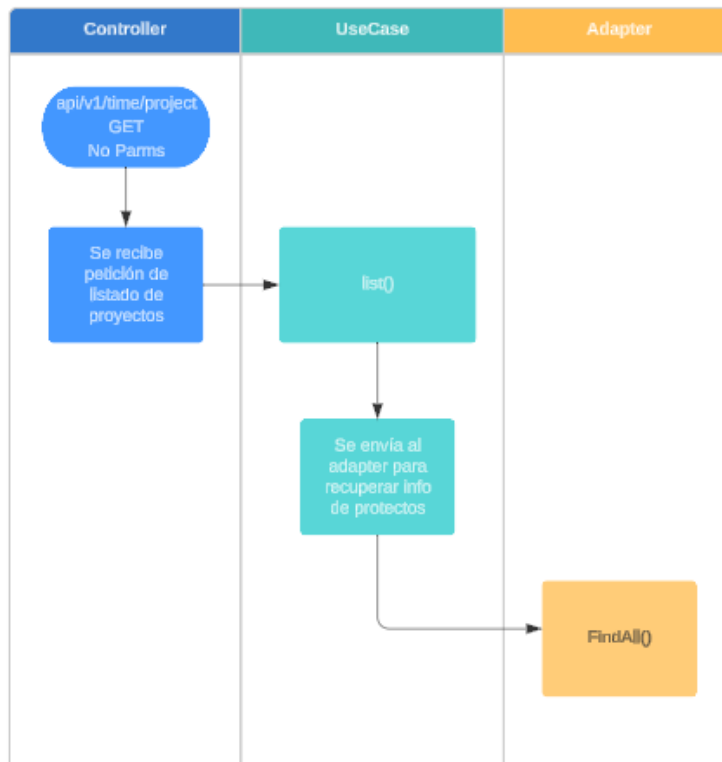 Controller
UseCase
Adapter
api/v1/time/project
GET
No Parms
Se recibe
petición de
listado de
proyectos
list()
Se envía al
adapter para
recuperar info
de protectos
FindAll()